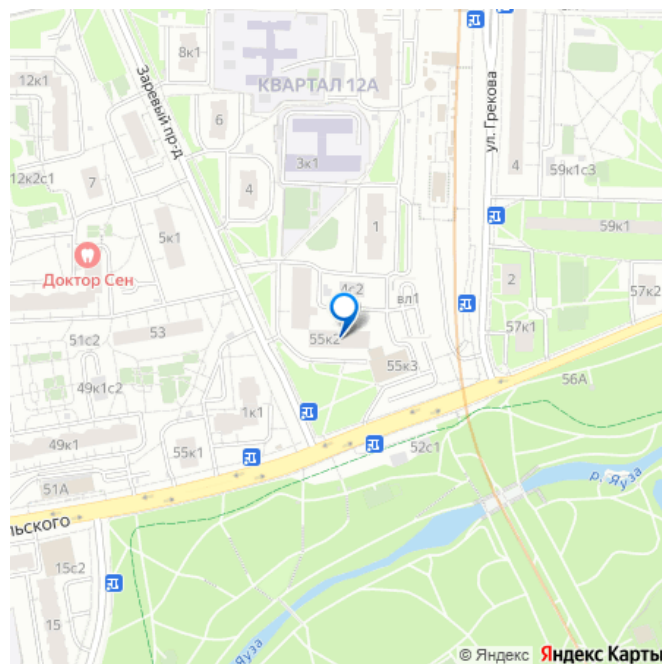 8к1
КВАРТАЛ 12А
12к1
Заревый пр-д
6
ул. Грекова
3к1
4
59к1с3
12к2с1
7
4
5к1
1
59к1
Доктор Сен
2
57к2
4с2
вл1
51с2
53
55к2
57к1
55к3
56А
49к1с2
1к1
49к1
55к1
52с1
р. Яуза
51А
льского
15с2
15
Яуза
© Яндекс Яндекс Карты